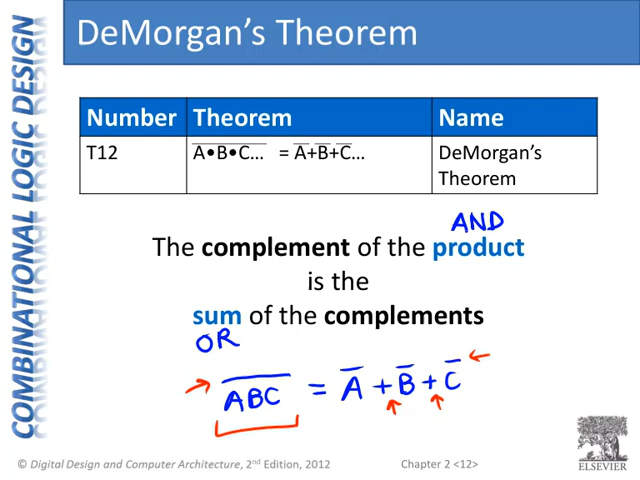 DeMorgan's Theorem
COMBINATIONAL LOGIC DESIGN
Number Theorem Name
T12 A̅•̅B̅•̅C̅.̅.̅.̅ = A̅+B̅+C̅... DeMorgan's
Theorem
AND
The complement of the product
is the
sum of the complements
OR
A̅B̅C̅ = A̅ + B̅ + C̅
ELSEVIER
© Digital Design and Computer Architecture, 2nd Edition, 2012
Chapter 2 <12>